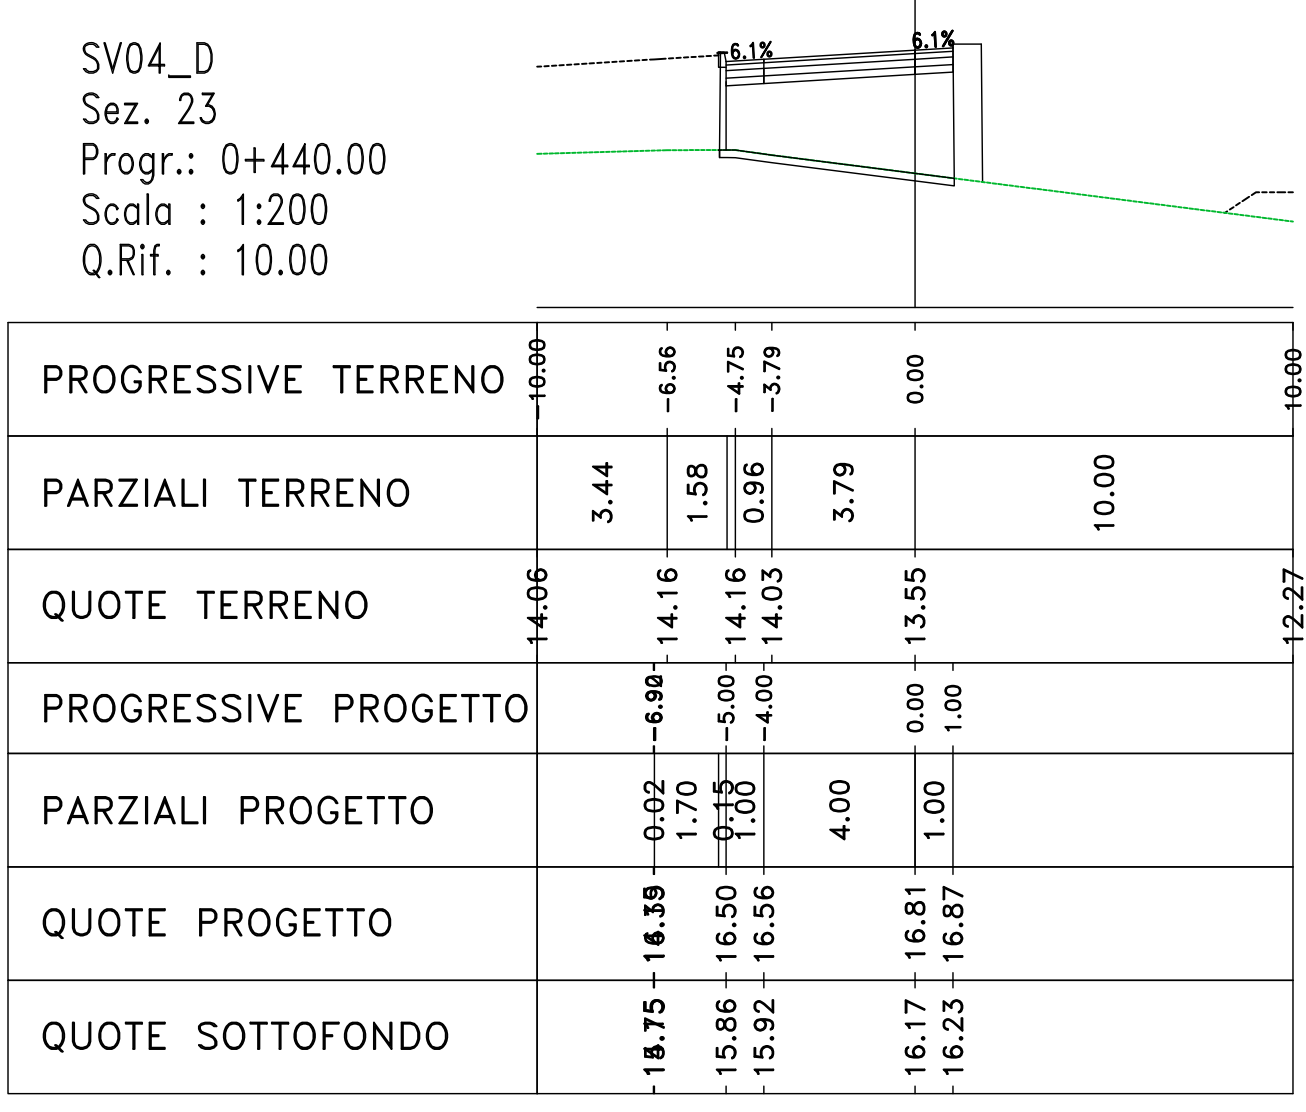 SV04_D
Sez. 23
Progr.: 0+440.00
Scala : 1:200
Q.Rif. : 10.00
-6.1% 6.1%
PROGRESSIVE TERRENO -10.00 -6.56 -4.75 -3.79 0.00 10.00
PARZIALI TERRENO 3.44 1.58 0.96 3.79 10.00
QUOTE TERRENO 14.06 14.16 14.16 14.03 13.55 12.27
PROGRESSIVE PROGETTO -5.00 -4.00 0.00 1.00
PARZIALI PROGETTO 0.02 1.70 0.15 1.00 4.00 1.00
QUOTE PROGETTO 16.50 16.56 16.81 16.87
QUOTE SOTTOFONDO 15.86 15.92 16.17 16.23